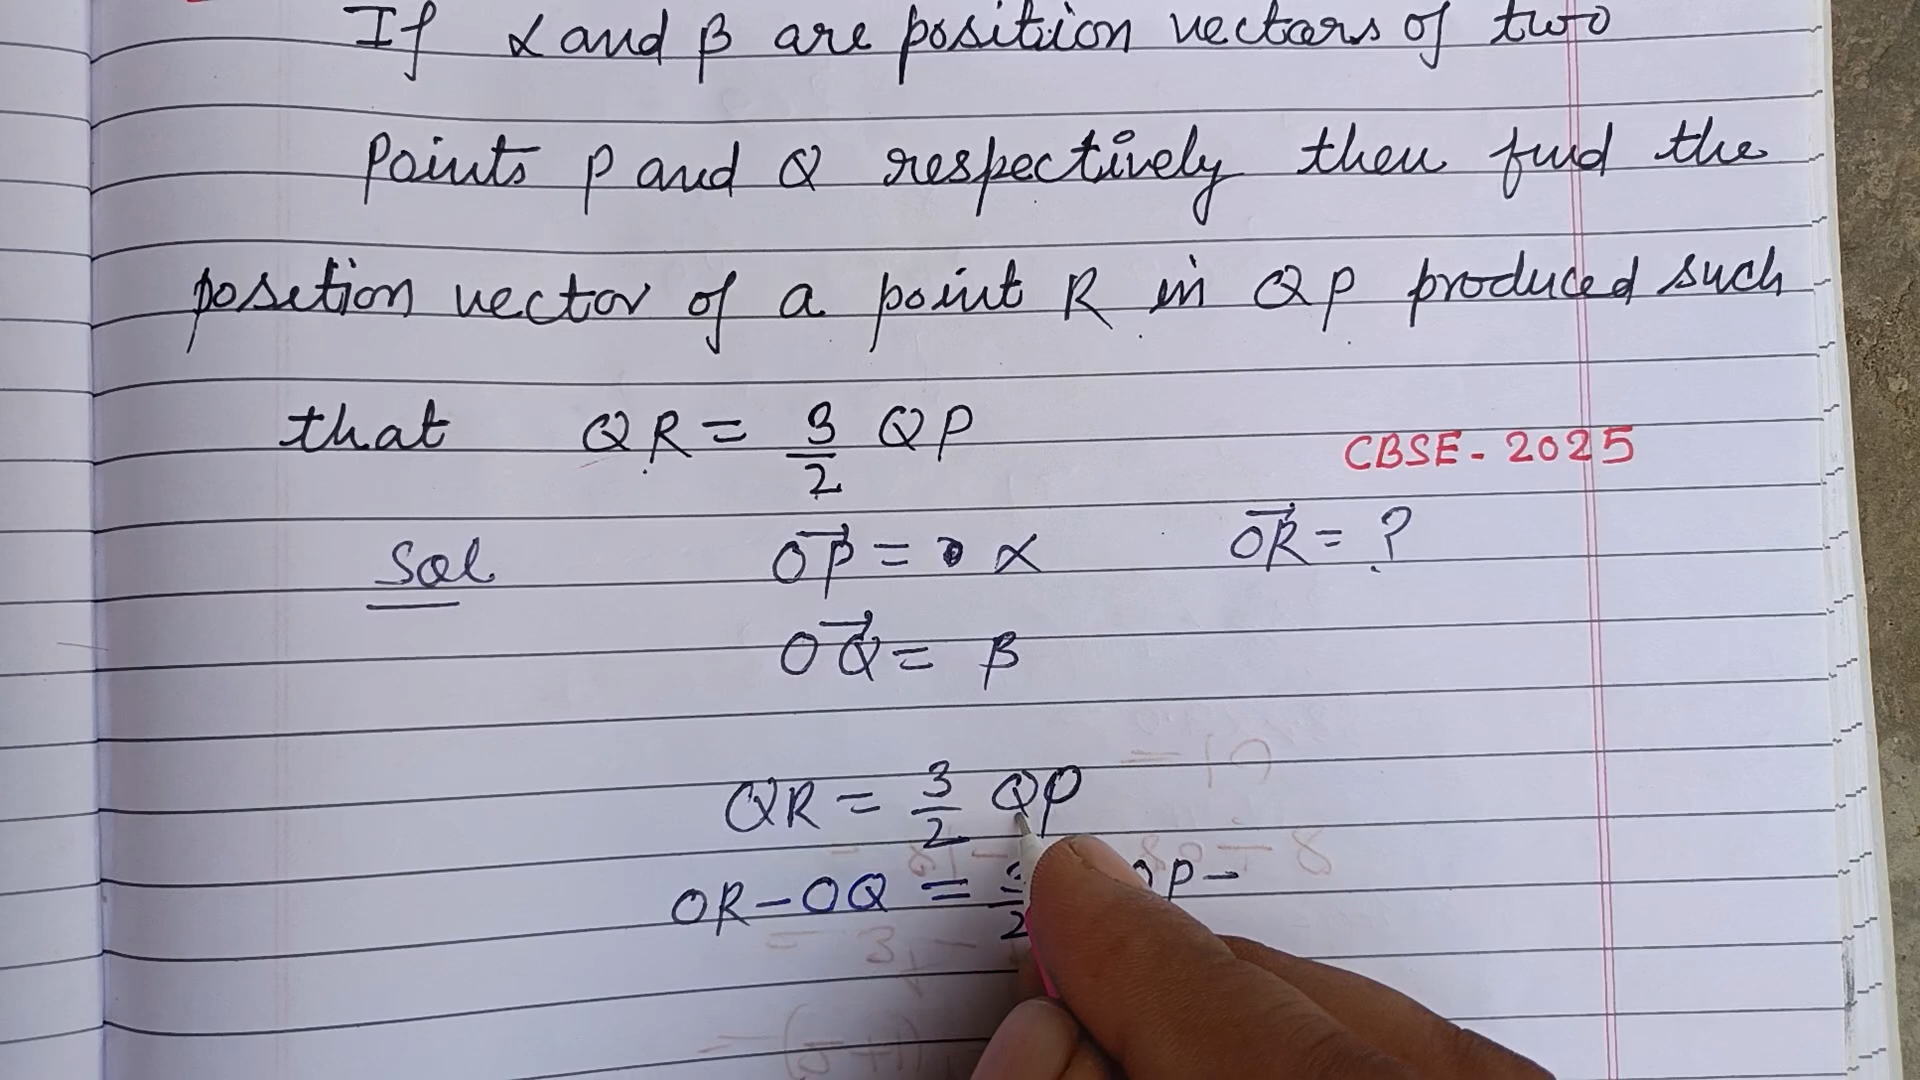 If α and β are position vectors of two
Points P and Q respectively then find the
position vector of a point R in QP produced such
that QR = 3/2 QP
CBSE - 2025
Sol OP⃗ = α OR⃗ = ?
OQ⃗ = β
QR = 3/2 QP
OR - OQ = P -